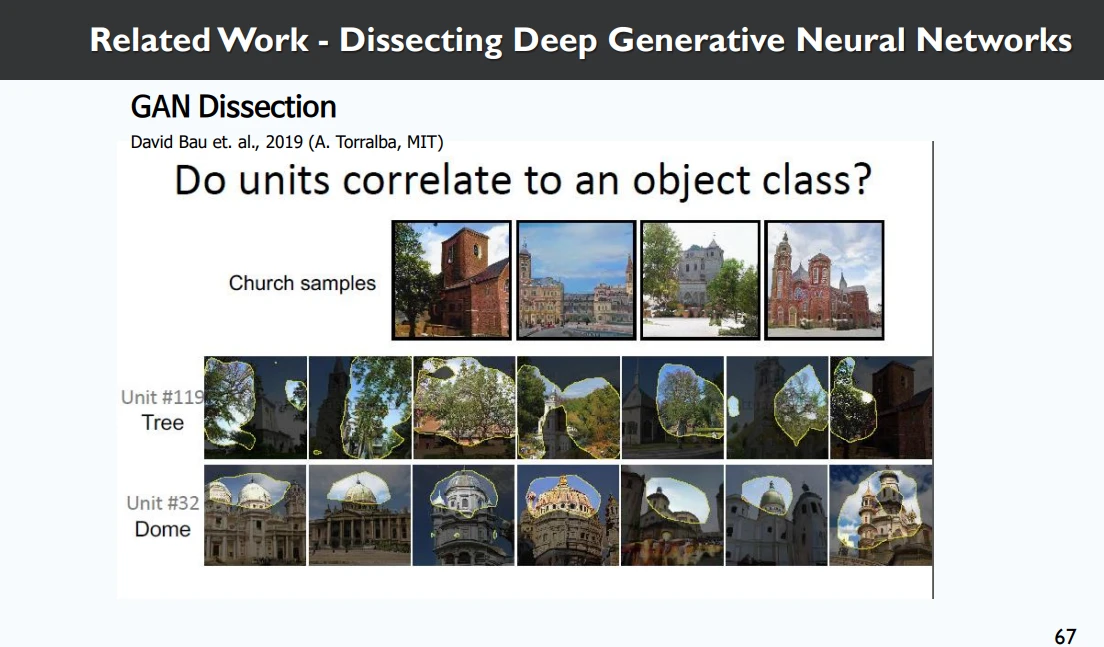 Related Work - Dissecting Deep Generative Neural Networks
GAN Dissection
David Bau et. al., 2019 (A. Torralba, MIT)
Do units correlate to an object class?
Church samples
Unit #119
Tree
Unit #32
Dome
67